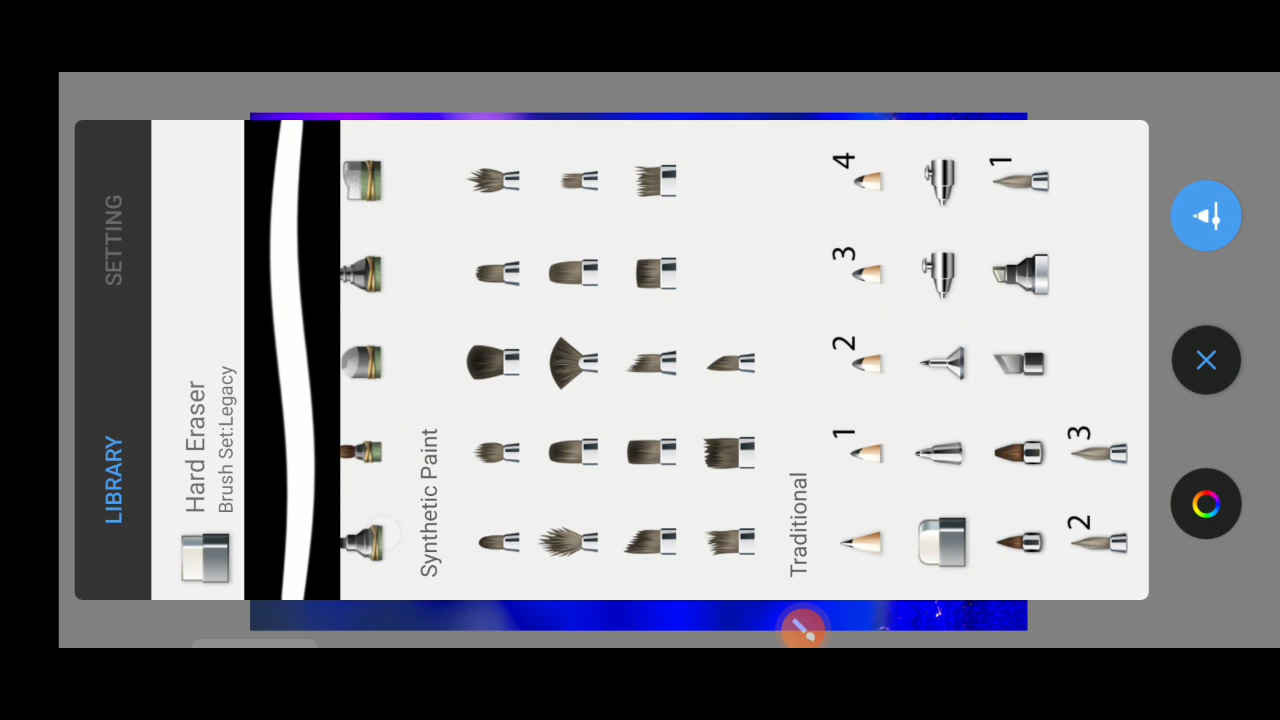 LIBRARY
SETTING
Hard Eraser
Brush Set:Legacy
Synthetic Paint
Traditional
1
2
3
4
1
2
3